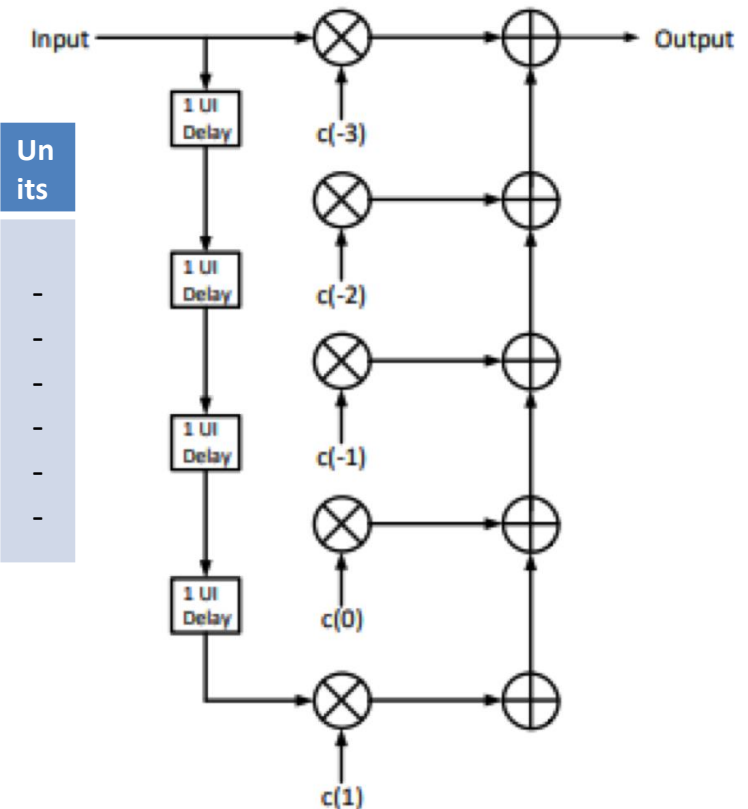 Input
Output
1 UI
Delay
c(-3)
Un
its
1 UI
Delay
c(-2)
-
-
-
-
-
-
1 UI
Delay
c(-1)
1 UI
Delay
c(0)
c(1)